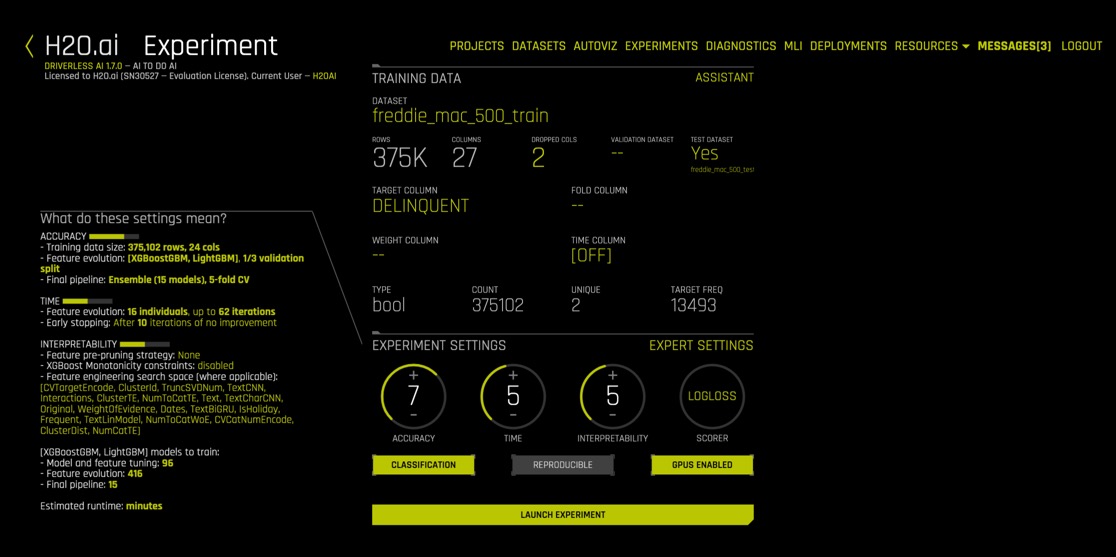 H2O.ai Experiment
DRIVERLESS AI 1.7.0 – AI TO DO AI
Licensed to H2O.ai (SN30527 – Evaluation License). Current User – H2OAI
PROJECTS DATASETS AUTOVIZ EXPERIMENTS DIAGNOSTICS MLI DEPLOYMENTS RESOURCES MESSAGES[3] LOGOUT
What do these settings mean?
ACCURACY
- Training data size: 375,102 rows, 24 cols
- Feature evolution: [XGBoostGBM, LightGBM], 1/3 validation
split
- Final pipeline: Ensemble (15 models), 5-fold CV
TIME
- Feature evolution: 16 individuals, up to 62 iterations
- Early stopping: After 10 iterations of no improvement
INTERPRETABILITY
- Feature pre-pruning strategy: None
- XGBoost Monotonicity constraints: disabled
- Feature engineering search space (where applicable):
[CVTargetEncode, ClusterId, TruncSVDNum, TextCNN,
Interactions, ClusterTE, NumToCatTE, Text, TextCharCNN,
Original, WeightOfEvidence, Dates, TextBiGRU, IsHoliday,
Frequent, TextLinModel, NumToCatWoE, CVCatNumEncode,
ClusterDist, NumCatTE]
[XGBoostGBM, LightGBM] models to train:
- Model and feature tuning: 96
- Feature evolution: 416
- Final pipeline: 15
Estimated runtime: minutes
TRAINING DATA ASSISTANT
DATASET
freddie_mac_500_train
ROWS COLUMNS DROPPED COLS VALIDATION DATASET TEST DATASET
375K 27 2 -- Yes
freddie_mac_500_test
TARGET COLUMN FOLD COLUMN
DELINQUENT --
WEIGHT COLUMN TIME COLUMN
-- [OFF]
TYPE COUNT UNIQUE TARGET FREQ
bool 375102 2 13493
EXPERIMENT SETTINGS EXPERT SETTINGS
+ + +
7 5 5 LOGLOSS
- - -
ACCURACY TIME INTERPRETABILITY SCORER
CLASSIFICATION REPRODUCIBLE GPUS ENABLED
LAUNCH EXPERIMENT